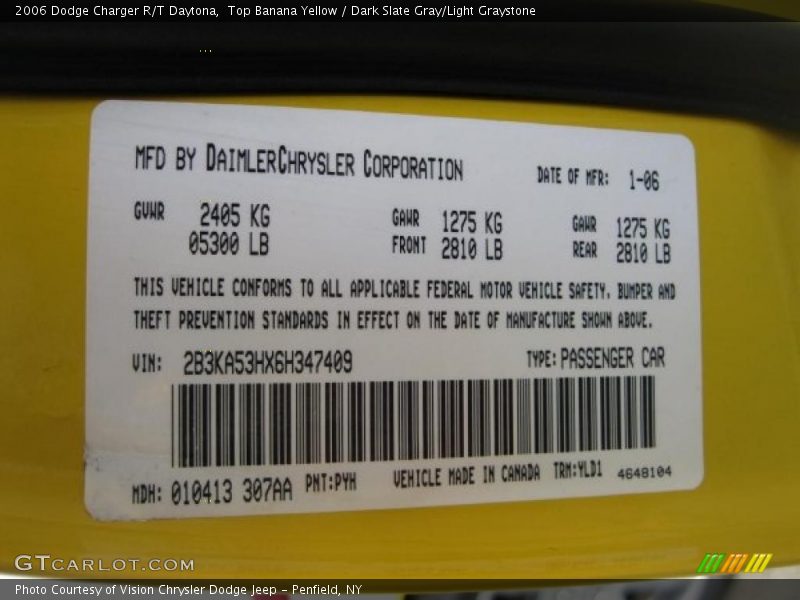 2006 Dodge Charger R/T Daytona,  Top Banana Yellow / Dark Slate Gray/Light Graystone
MFD BY DAIMLERCHRYSLER CORPORATION DATE OF MFR: 1-06
GVWR 2405 KG GAWR 1275 KG GAWR 1275 KG
05300 LB FRONT 2810 LB REAR 2810 LB
THIS VEHICLE CONFORMS TO ALL APPLICABLE FEDERAL MOTOR VEHICLE SAFETY, BUMPER AND
THEFT PREVENTION STANDARDS IN EFFECT ON THE DATE OF MANUFACTURE SHOWN ABOVE.
VIN: 2B3KA53HX6H347409 TYPE: PASSENGER CAR
MDH: 010413 307AA PNT:PYH VEHICLE MADE IN CANADA TRM:YLD1 4648104
GTCARLOT.COM
Photo Courtesy of Vision Chrysler Dodge Jeep – Penfield, NY